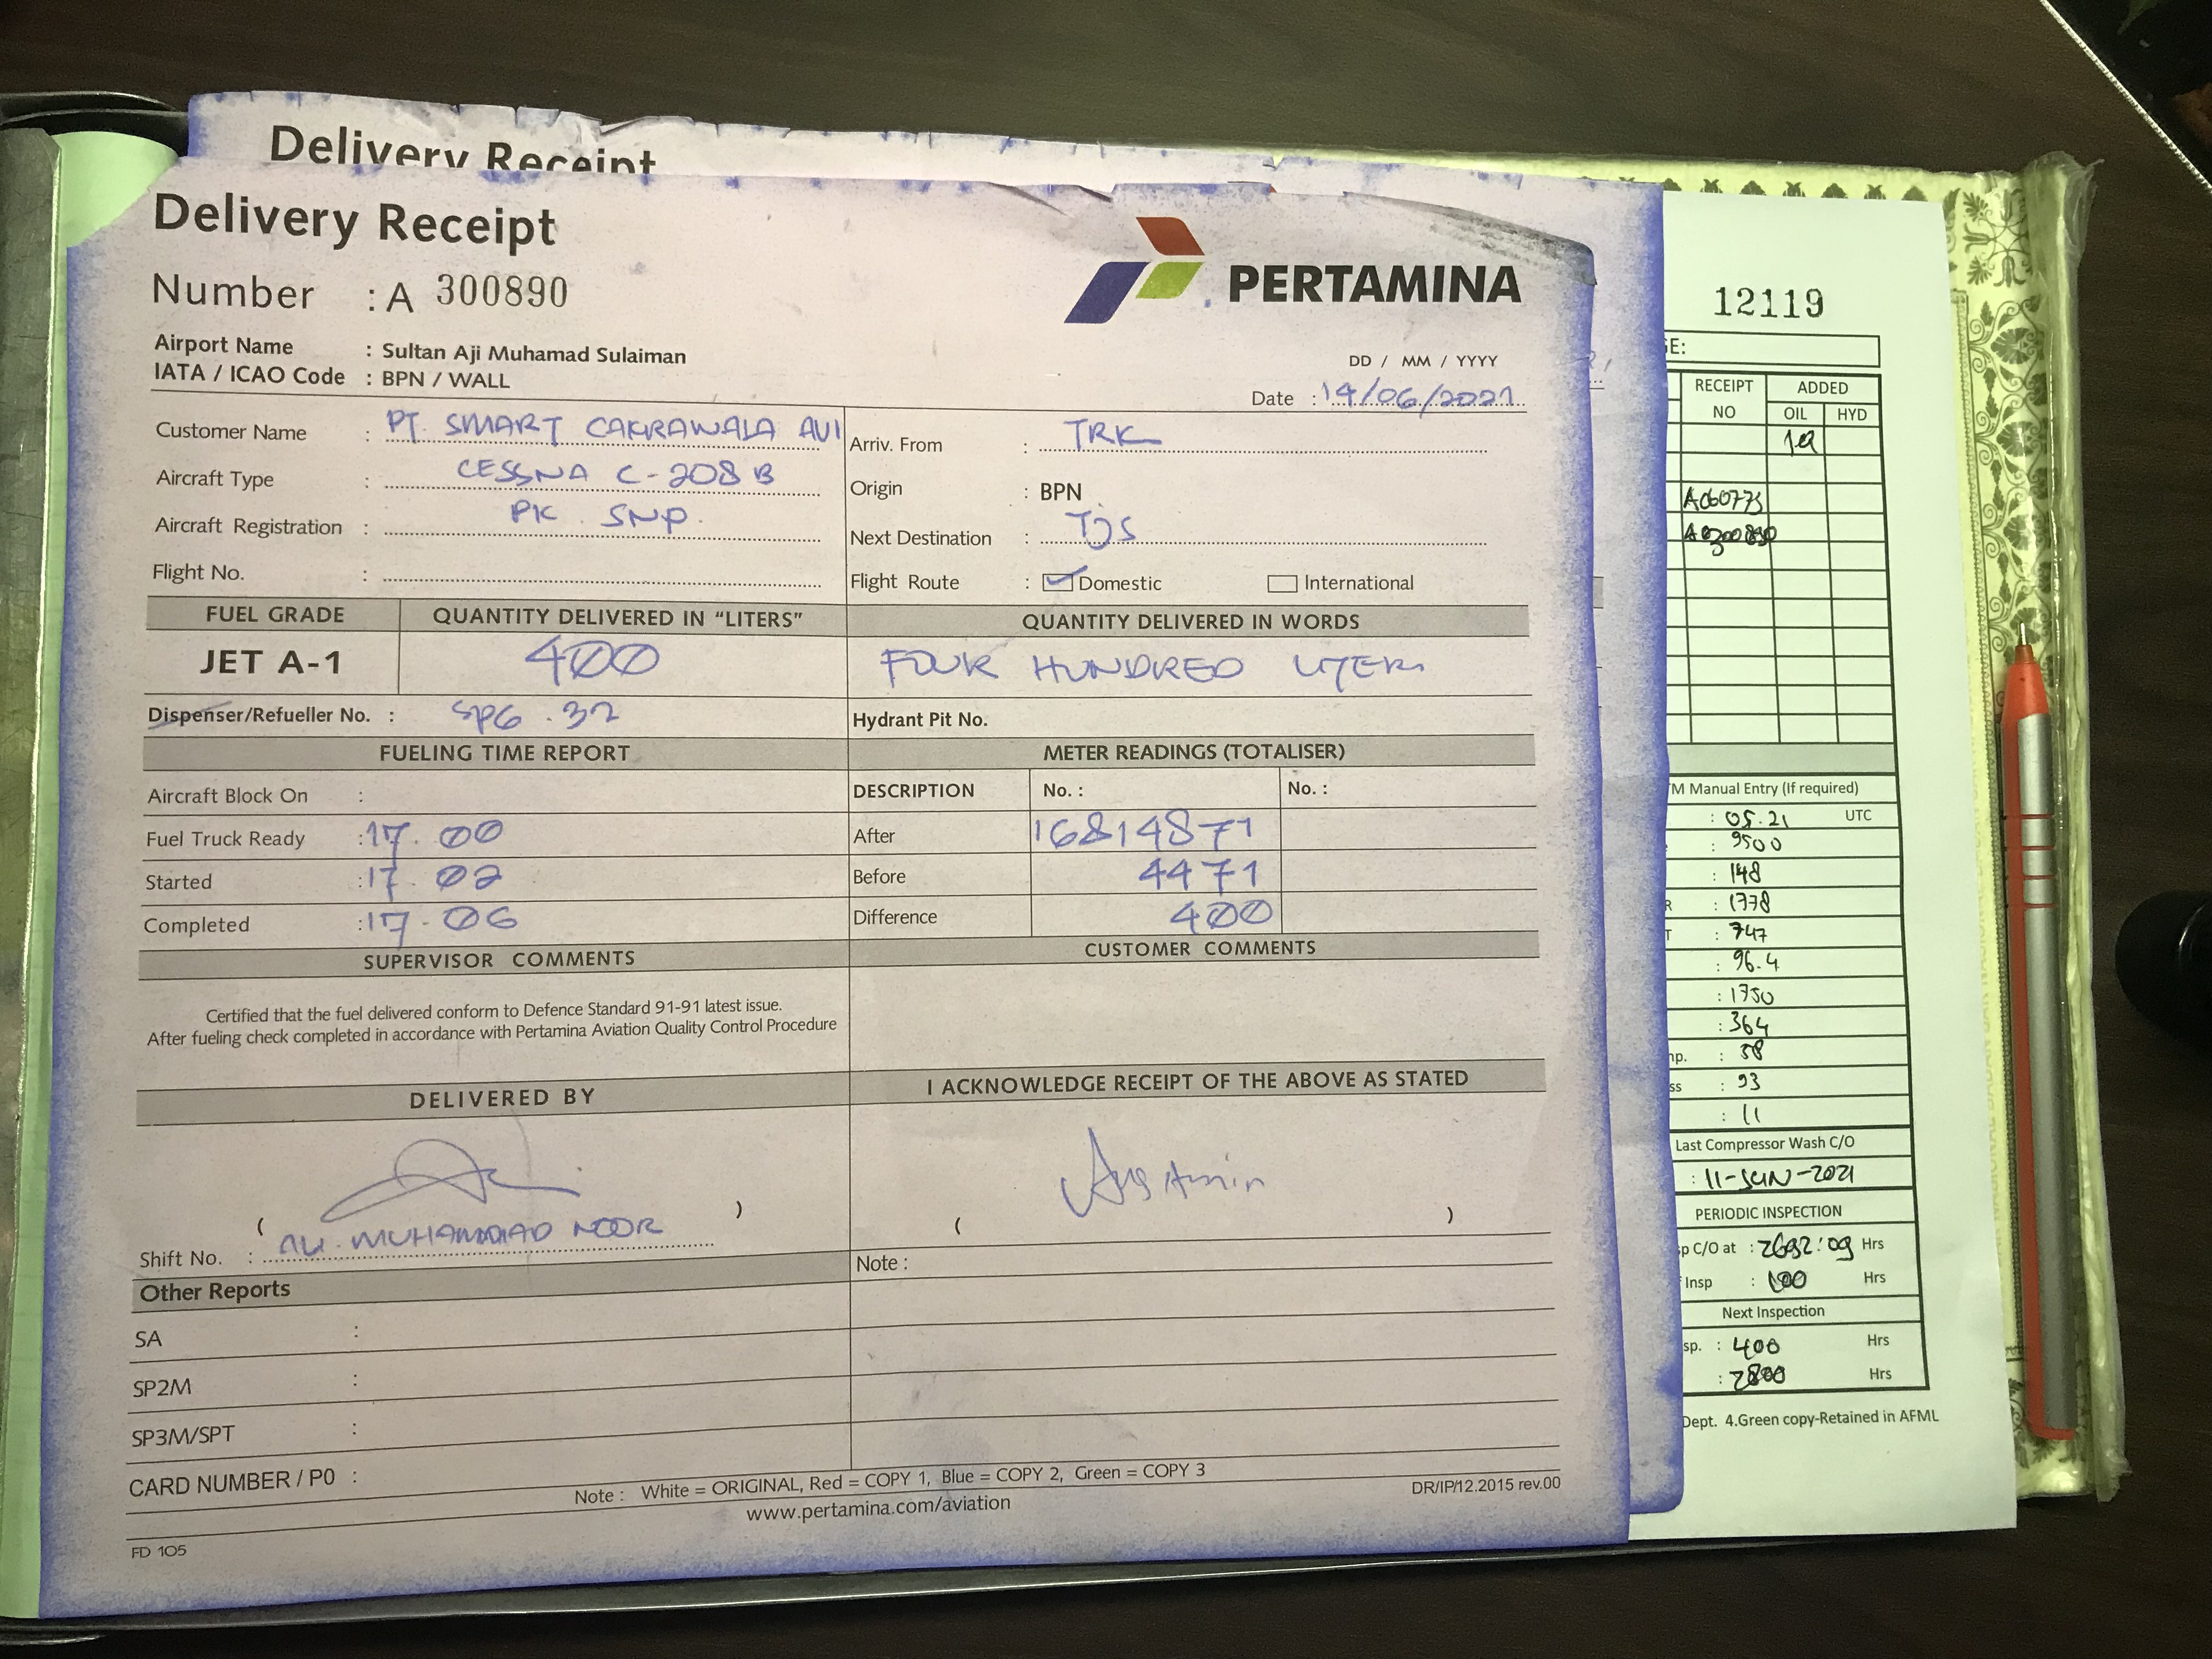 Delivery Receipt
Delivery Receipt
Number : A 300890
PERTAMINA
Airport Name : Sultan Aji Muhamad Sulaiman
IATA / ICAO Code : BPN / WALL
DD / MM / YYYY
Date : 14/06/2021
Customer Name : PT. SMART CAKRAWALA AVI
Aircraft Type : CESSNA C-208 B
Aircraft Registration : PK. SNP.
Flight No. :
Arriv. From : TRK
Origin : BPN
Next Destination : TJS
Flight Route : Domestic International
FUEL GRADE QUANTITY DELIVERED IN "LITERS" QUANTITY DELIVERED IN WORDS
JET A-1 400 FOUR HUNDRED LITERS
Dispenser/Refueller No. : SPG . 32 Hydrant Pit No.
FUELING TIME REPORT
Aircraft Block On :
Fuel Truck Ready : 17.00
Started : 17.02
Completed : 17.06
METER READINGS (TOTALISER)
DESCRIPTION No. : No. :
After 16814871
Before 4471
Difference 400
SUPERVISOR COMMENTS
Certified that the fuel delivered conform to Defence Standard 91-91 latest issue.
After fueling check completed in accordance with Pertamina Aviation Quality Control Procedure
CUSTOMER COMMENTS
DELIVERED BY
( )
Shift No. : MUHAMMAD NOOR
I ACKNOWLEDGE RECEIPT OF THE ABOVE AS STATED
( )
Note :
Other Reports
SA :
SP2M :
SP3M/SPT :
CARD NUMBER / P0 :
Note : White = ORIGINAL, Red = COPY 1, Blue = COPY 2, Green = COPY 3
www.pertamina.com/aviation
DR/IP/12.2015 rev.00
FD 105
12119
GE:
RECEIPT NO ADDED
OIL HYD
A060775
M Manual Entry (If required)
: 05.21 UTC
: 9500
: 148
R : 1778
T : 747
: 96.4
: 1750
: 364
mp. : 58
ss : 93
: 11
Last Compressor Wash C/O
: 11-JUN-2021
PERIODIC INSPECTION
p C/O at : 2692:09 Hrs
Insp : 100 Hrs
Next Inspection
sp. : 400 Hrs
: 2800 Hrs
Dept. 4.Green copy-Retained in AFML